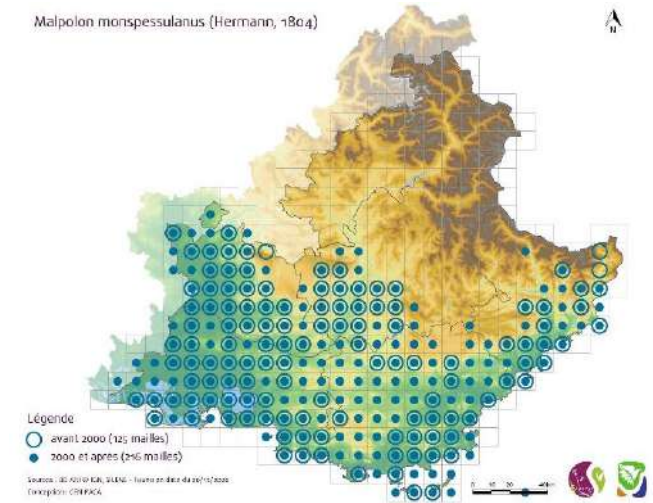 Malpolon monspessulanus (Hermann, 1804)
N
Légende
avant 2000 (125 mailles)
2000 et après (216 mailles)
Conception : CEN PACA